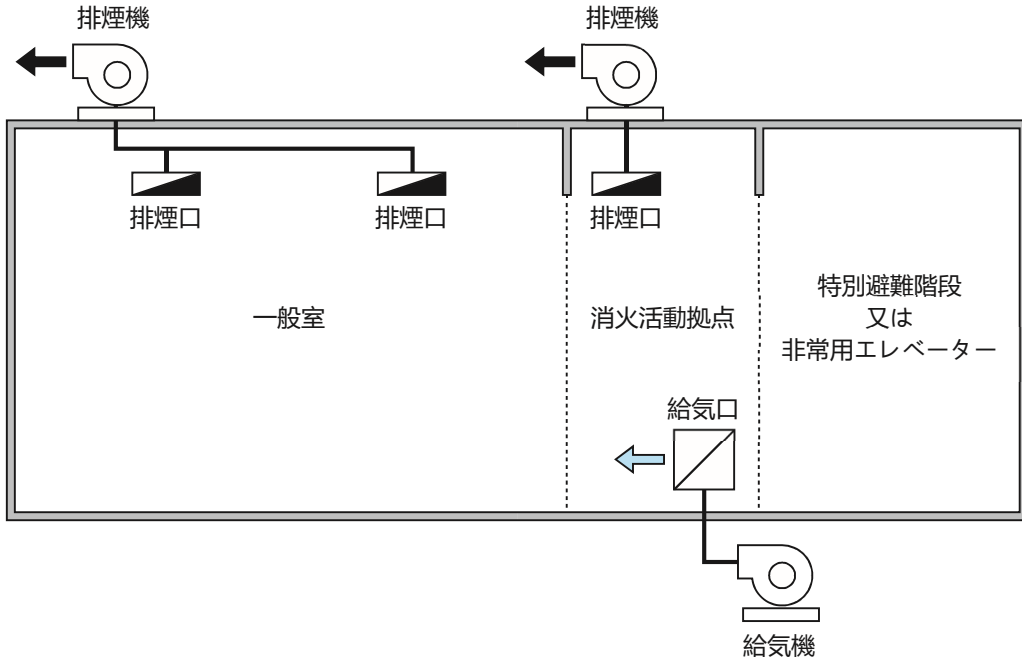 排煙機
排煙機
排煙口
排煙口
排煙口
一般室
消火活動拠点
特別避難階段
又は
非常用エレベーター
給気口
給気機